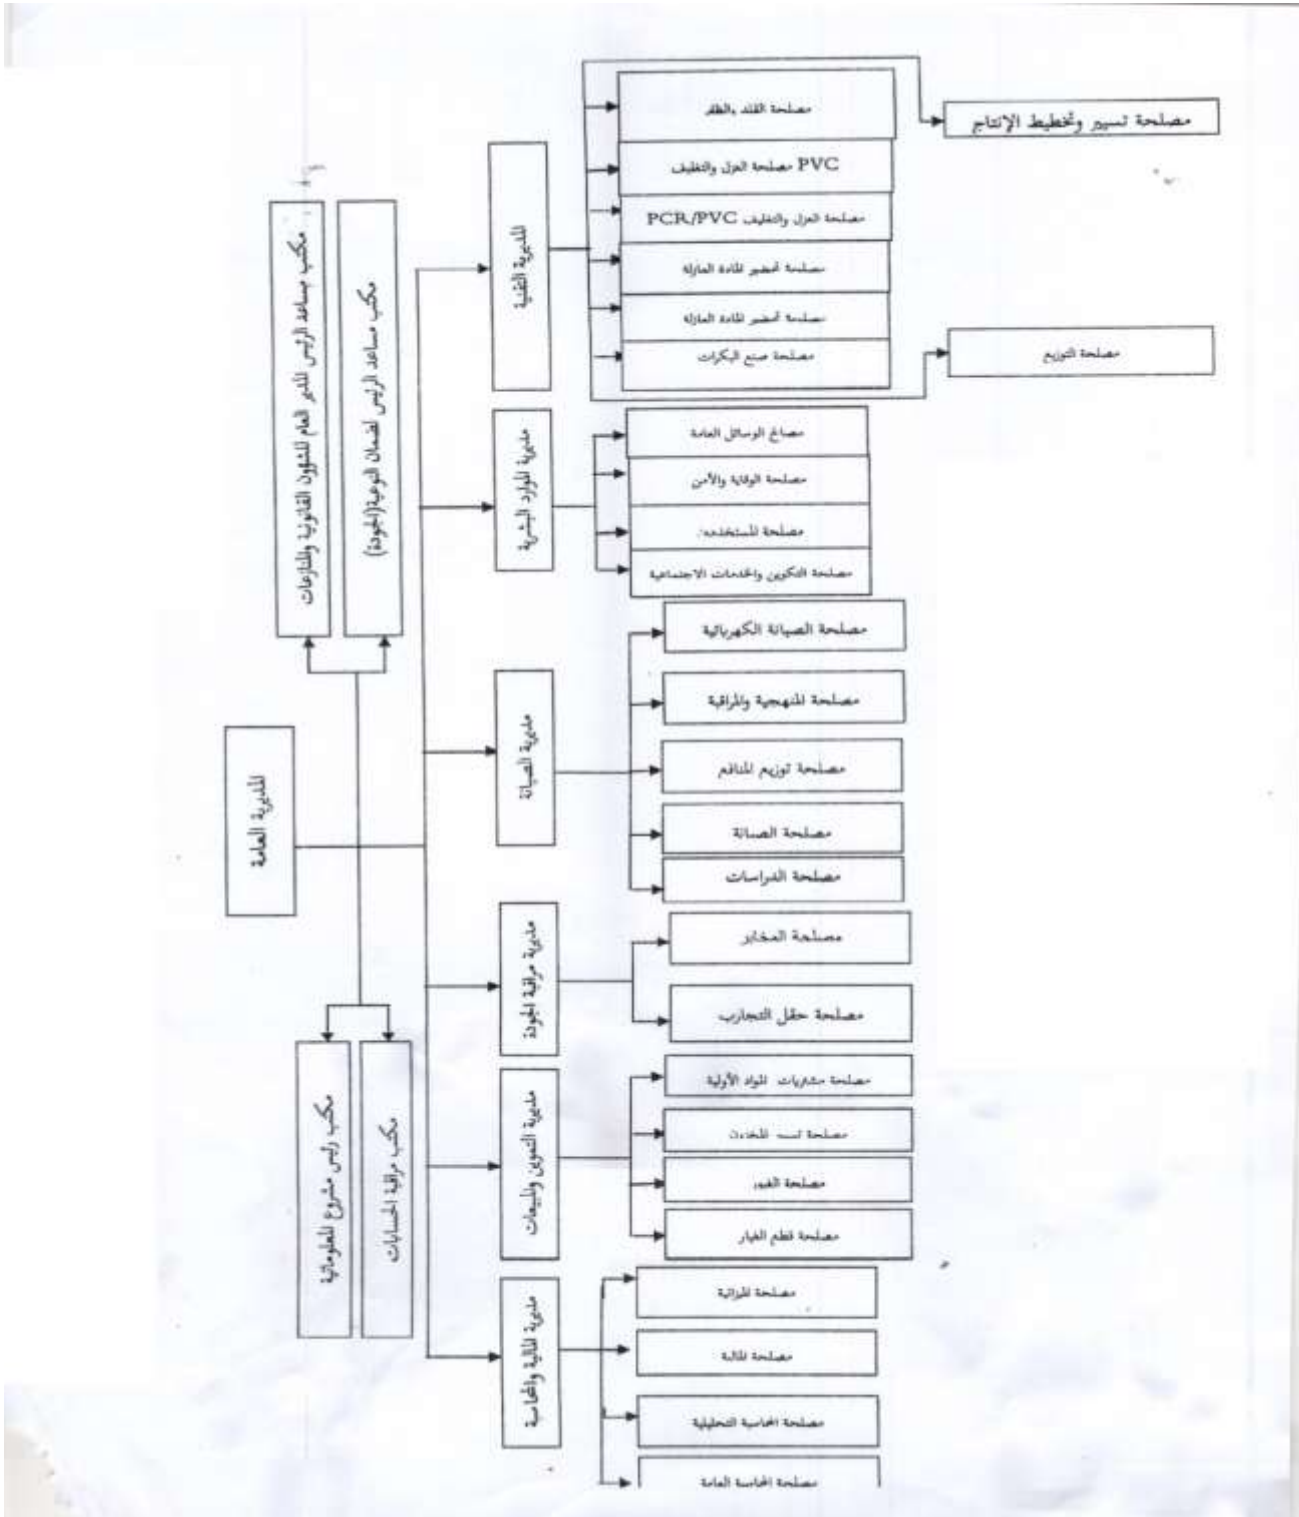 المديرية العامة
مكتب مساعد الرئيس المدير العام للشؤون القانونية والمنازعات
مكتب مساعد الرئيس لضمان النوعية(الجودة)
مكتب رئيس مشروع المعلوماتية
مكتب مراقبة الحسابات
المديرية التقنية
مصلحة تسيير وتخطيط الإنتاج
مصلحة القلد والظفر
PVC مصلحة العزل والتغليف
مصلحة العزل والتغليف PCR/PVC
مصلحة تحضير المادة العازلة
مصلحة تحضير المادة العازلة
مصلحة صنع البكرات
مصلحة التوزيع
مديرية الموارد البشرية
مصالح الوسائل العامة
مصلحة الوقاية والأمن
مصلحة
مصلحة التكوين والخدمات الاجتماعية
مديرية الصيانة
مصلحة الصيانة الكهربائية
مصلحة المنهجية والمراقبة
مصلحة توزيع المنافع
مصلحة الصيانة
مصلحة الدراسات
مديرية مراقبة الجودة
مصلحة المخابر
مصلحة حقل التجارب
مديرية التموين والمبيعات
مصلحة مشتريات المواد الأولية
مصلحة المخزون
مصلحة العبور
مصلحة قطع الغيار
مديرية المالية والمحاسبة
مصلحة الميزانية
مصلحة المالية
مصلحة المحاسبة التحليلية
مصلحة المحاسبة العامة